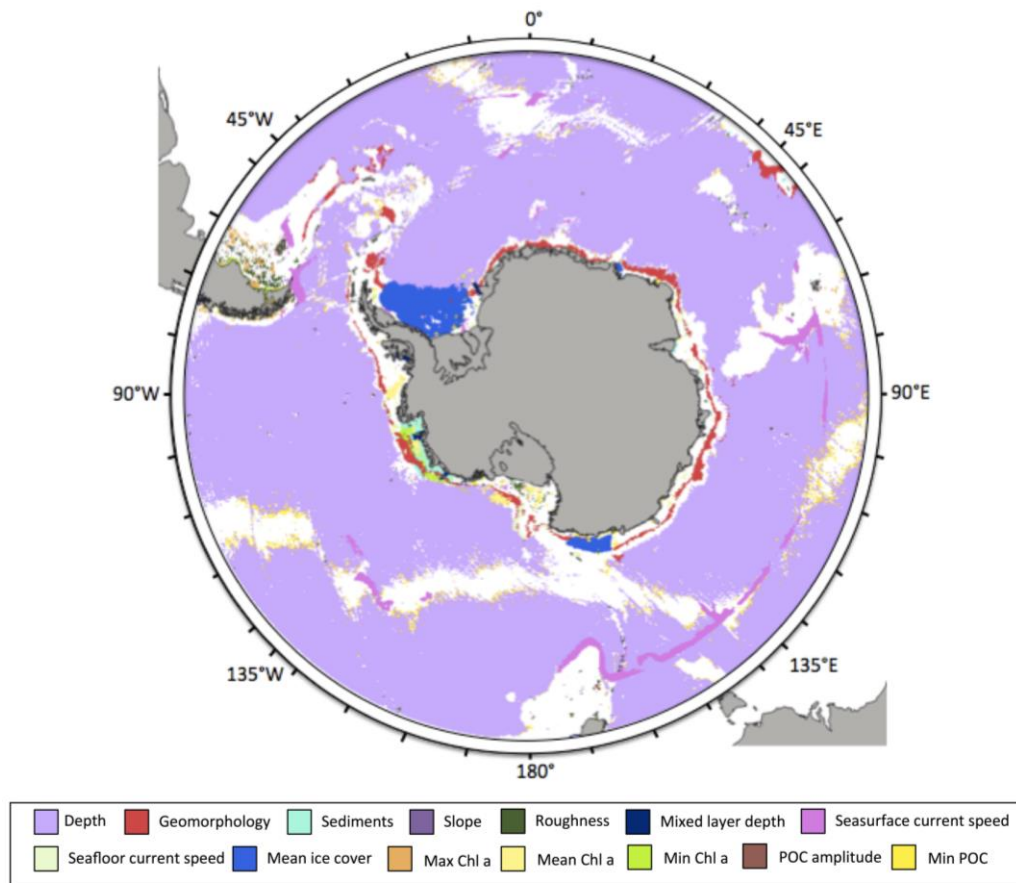 0°
45°W
45°E
90°W
90°E
135°W
135°E
180°
Depth Geomorphology Sediments Slope Roughness Mixed layer depth Seasurface current speed
Seafloor current speed Mean ice cover Max Chl a Mean Chl a Min Chl a POC amplitude Min POC